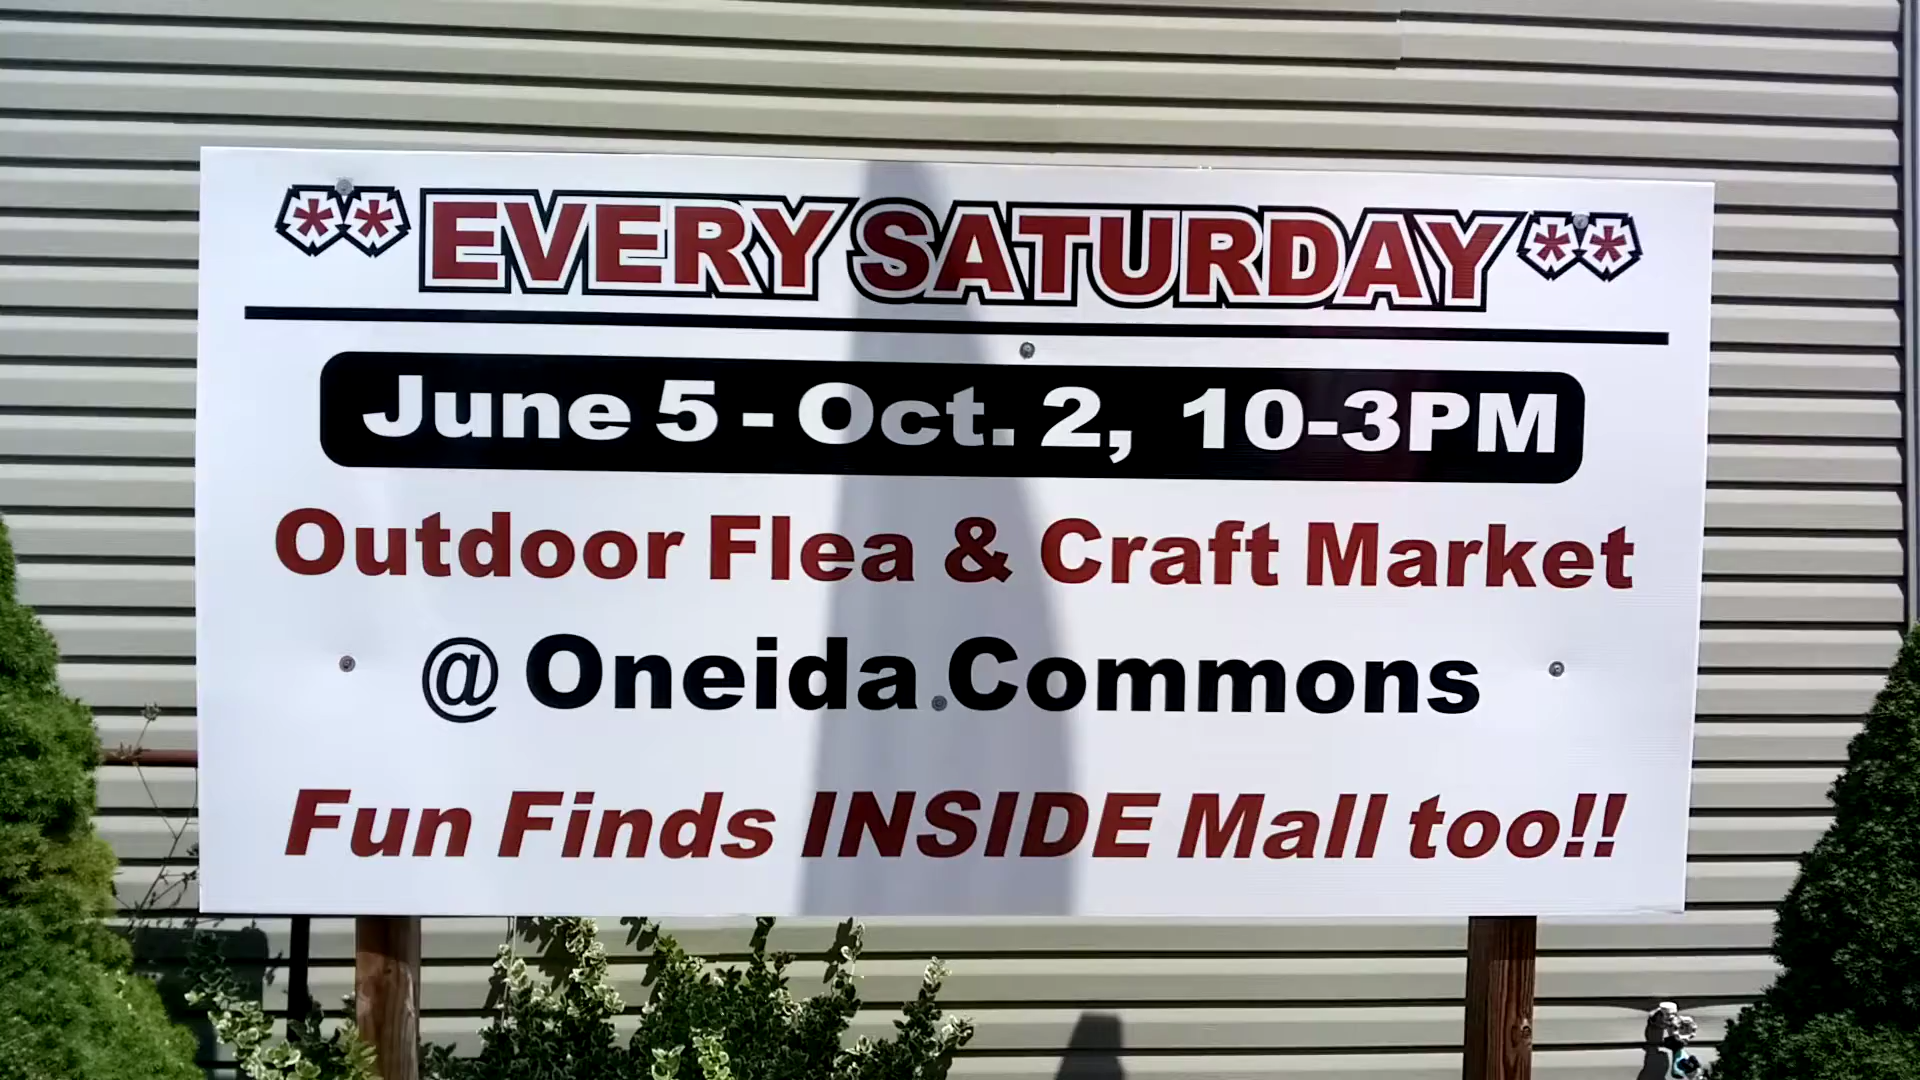 ** EVERY SATURDAY **
June 5 - Oct. 2, 10-3PM
Outdoor Flea & Craft Market
@ Oneida Commons
Fun Finds INSIDE Mall too!!